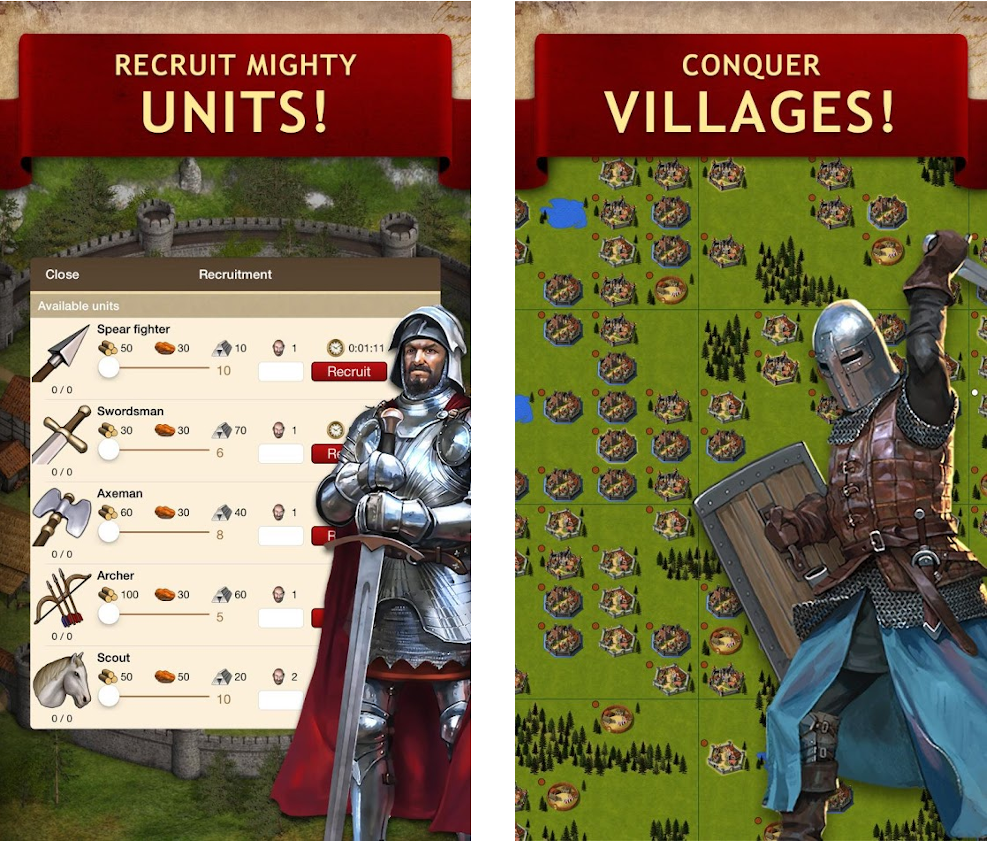 RECRUIT MIGHTY
UNITS!
Close
Recruitment
Available units
Spear fighter
50 30 10 1 0:01:11
10
Recruit
0 / 0
Swordsman
30 30 70 1
6
Re
0 / 0
Axeman
60 30 40 1
8
R
0 / 0
Archer
100 30 60 1
5
0 / 0
Scout
50 50 20 2
10
0 / 0
CONQUER
VILLAGES!